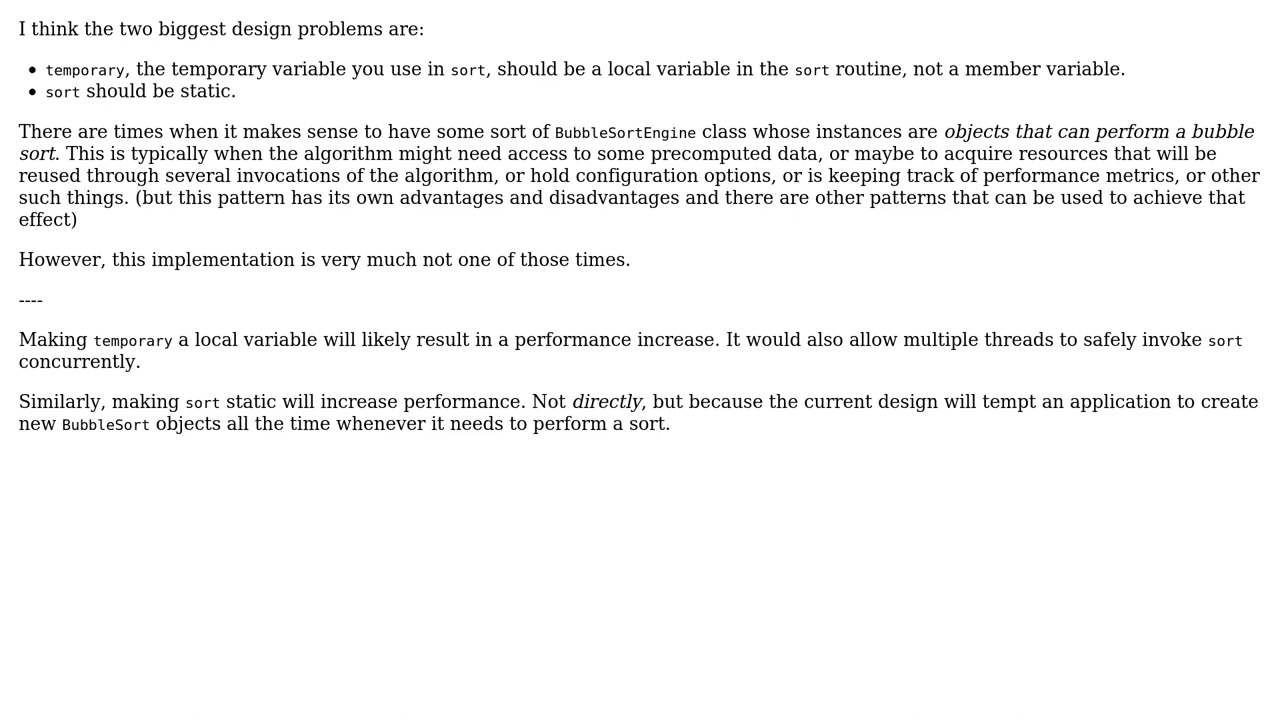 I think the two biggest design problems are:
• temporary, the temporary variable you use in sort, should be a local variable in the sort routine, not a member variable.
• sort should be static.
There are times when it makes sense to have some sort of BubbleSortEngine class whose instances are objects that can perform a bubble
sort. This is typically when the algorithm might need access to some precomputed data, or maybe to acquire resources that will be
reused through several invocations of the algorithm, or hold configuration options, or is keeping track of performance metrics, or other
such things. (but this pattern has its own advantages and disadvantages and there are other patterns that can be used to achieve that
effect)
However, this implementation is very much not one of those times.
----
Making temporary a local variable will likely result in a performance increase. It would also allow multiple threads to safely invoke sort
concurrently.
Similarly, making sort static will increase performance. Not directly, but because the current design will tempt an application to create
new BubbleSort objects all the time whenever it needs to perform a sort.